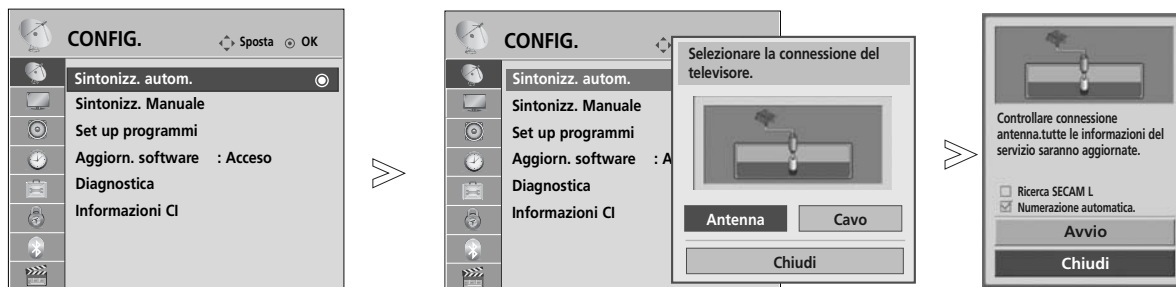 CONFIG.
Sposta OK
Sintonizz. autom.
Sintonizz. Manuale
Set up programmi
Aggiorn. software : Acceso
Diagnostica
Informazioni CI
CONFIG.
Sintonizz. autom.
Sintonizz. Manuale
Set up programmi
Aggiorn. software : A
Diagnostica
Informazioni CI
Selezionare la connessione del
televisore.
Antenna Cavo
Chiudi
Controllare connessione
antenna.tutte le informazioni del
servizio saranno aggiornate.
Ricerca SECAM L
Numerazione automatica.
Avvio
Chiudi